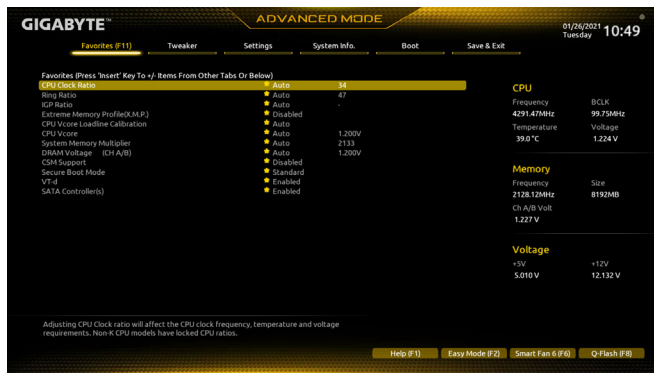 GIGABYTE™
ADVANCED MODE
01/26/2021
Tuesday 10:49
Favorites (F11) Tweaker Settings System Info. Boot Save & Exit
Favorites (Press 'Insert' Key To +/- Items From Other Tabs Or Below)
CPU Clock Ratio Auto 34
Ring Ratio Auto 47
IGP Ratio Auto -
Extreme Memory Profile(X.M.P.) Disabled
CPU Vcore Loadline Calibration Auto
CPU Vcore Auto 1.200V
System Memory Multiplier Auto 2133
DRAM Voltage (CH A/B) Auto 1.200V
CSM Support Disabled
Secure Boot Mode Standard
VT-d Enabled
SATA Controller(s) Enabled
CPU
Frequency BCLK
4291.47MHz 99.75MHz
Temperature Voltage
39.0 °C 1.224 V
Memory
Frequency Size
2128.12MHz 8192MB
Ch A/B Volt
1.227 V
Voltage
+5V +12V
5.010 V 12.132 V
Adjusting CPU Clock ratio will affect the CPU clock frequency, temperature and voltage
requirements. Non-K CPU models have locked CPU ratios.
Help (F1) Easy Mode (F2) Smart Fan 6 (F6) Q-Flash (F8)